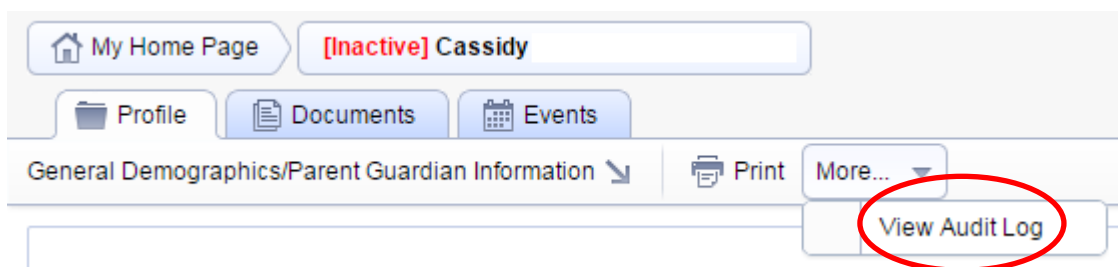 My Home Page [Inactive] Cassidy
Profile Documents Events
General Demographics/Parent Guardian Information Print More...
View Audit Log